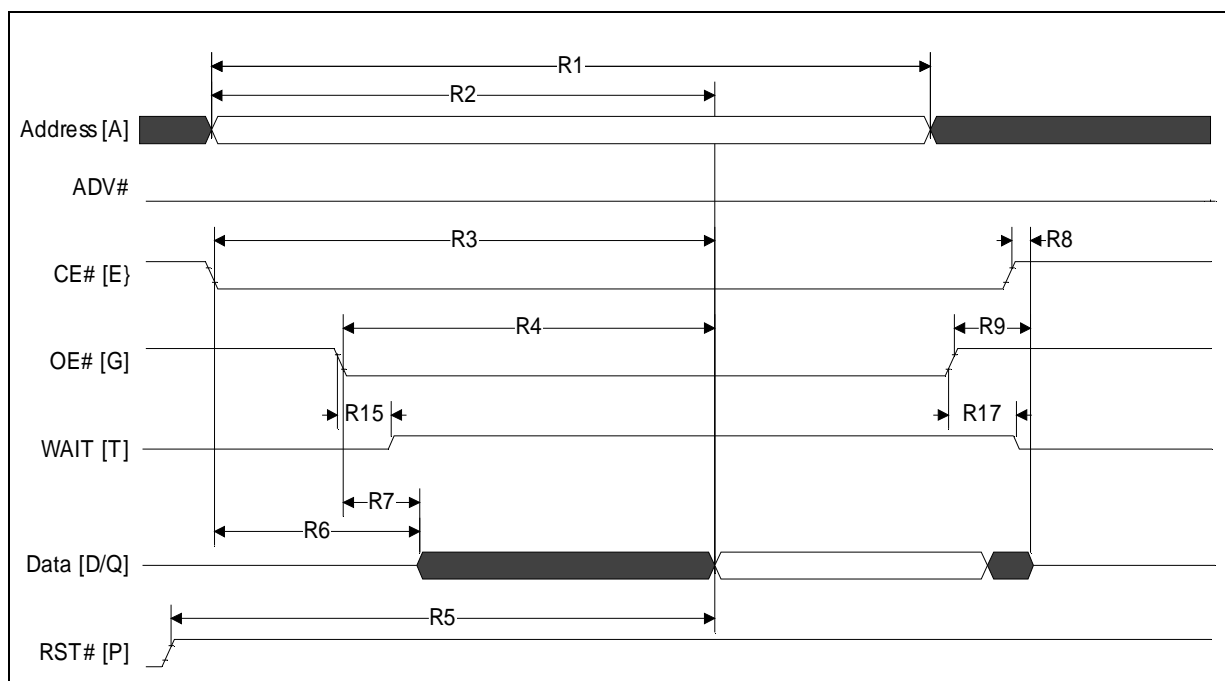 R1
R2
Address [A]
ADV#
R3
R8
CE# [E}
R4
R9
OE# [G]
R15
R17
WAIT [T]
R7
R6
Data [D/Q]
R5
RST# [P]